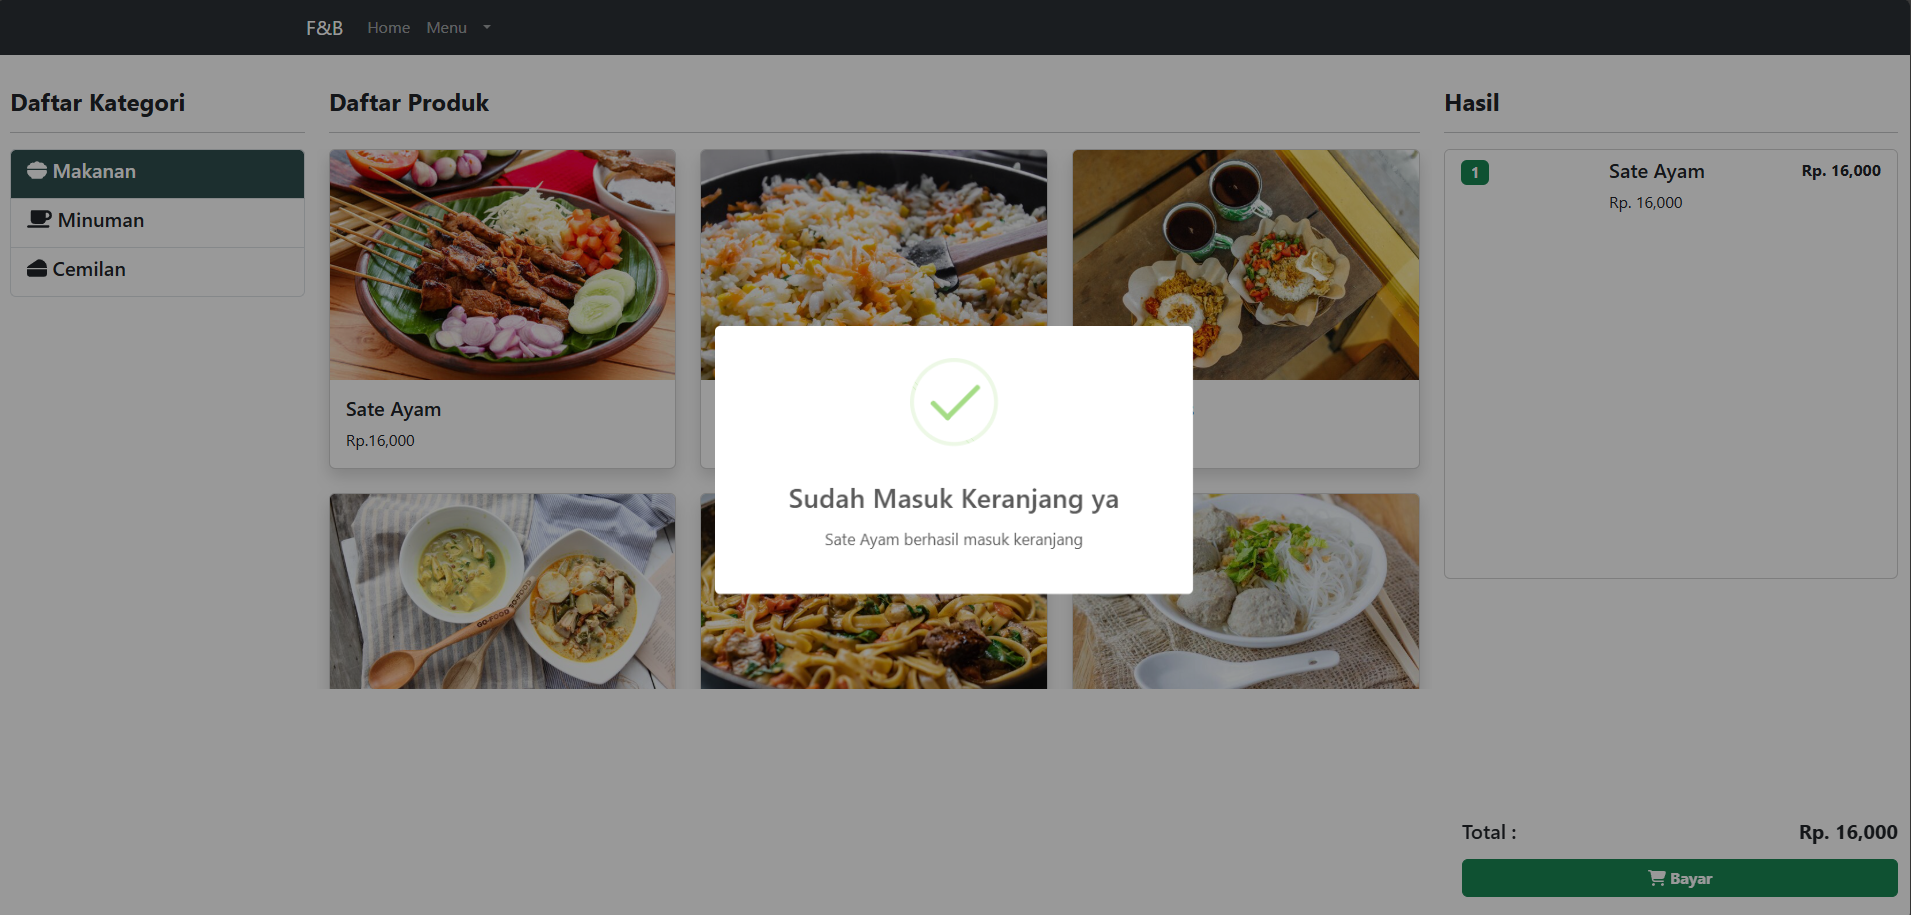 F&B Home Menu
Daftar Kategori
Makanan
Minuman
Cemilan
Daftar Produk
Sate Ayam
Rp.16,000
Sudah Masuk Keranjang ya
Sate Ayam berhasil masuk keranjang
Hasil
1 Sate Ayam Rp. 16,000
Rp. 16,000
Total : Rp. 16,000
Bayar